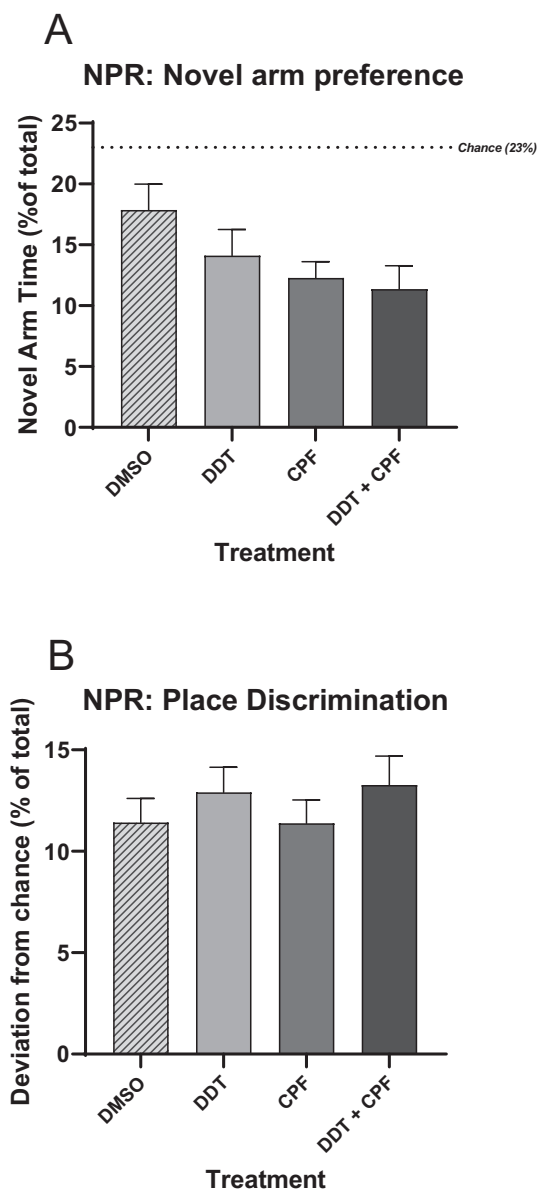 A
NPR: Novel arm preference
Novel Arm Time (%of total)
25
20
15
10
5
0
Chance (23%)
DMSO
DDT
CPF
DDT + CPF
Treatment
B
NPR: Place Discrimination
Deviation from chance (% of total)
15
10
5
0
DMSO
DDT
CPF
DDT + CPF
Treatment